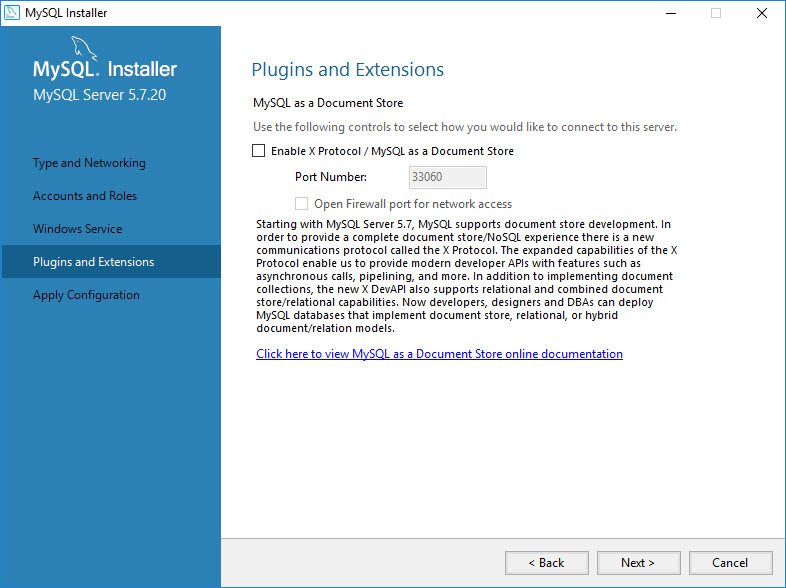 MySQL Installer
MySQL. Installer
MySQL Server 5.7.20
Type and Networking
Accounts and Roles
Windows Service
Plugins and Extensions
Apply Configuration
Plugins and Extensions
MySQL as a Document Store
Use the following controls to select how you would like to connect to this server.
Enable X Protocol / MySQL as a Document Store
Port Number: 33060
Open Firewall port for network access
Starting with MySQL Server 5.7, MySQL supports document store development. In
order to provide a complete document store/NoSQL experience there is a new
communications protocol called the X Protocol. The expanded capabilities of the X
Protocol enable us to provide modern developer APIs with features such as
asynchronous calls, pipelining, and more. In addition to implementing document
collections, the new X DevAPI also supports relational and combined document
store/relational capabilities. Now developers, designers and DBAs can deploy
MySQL databases that implement document store, relational, or hybrid
document/relation models.
Click here to view MySQL as a Document Store online documentation
< Back
Next >
Cancel